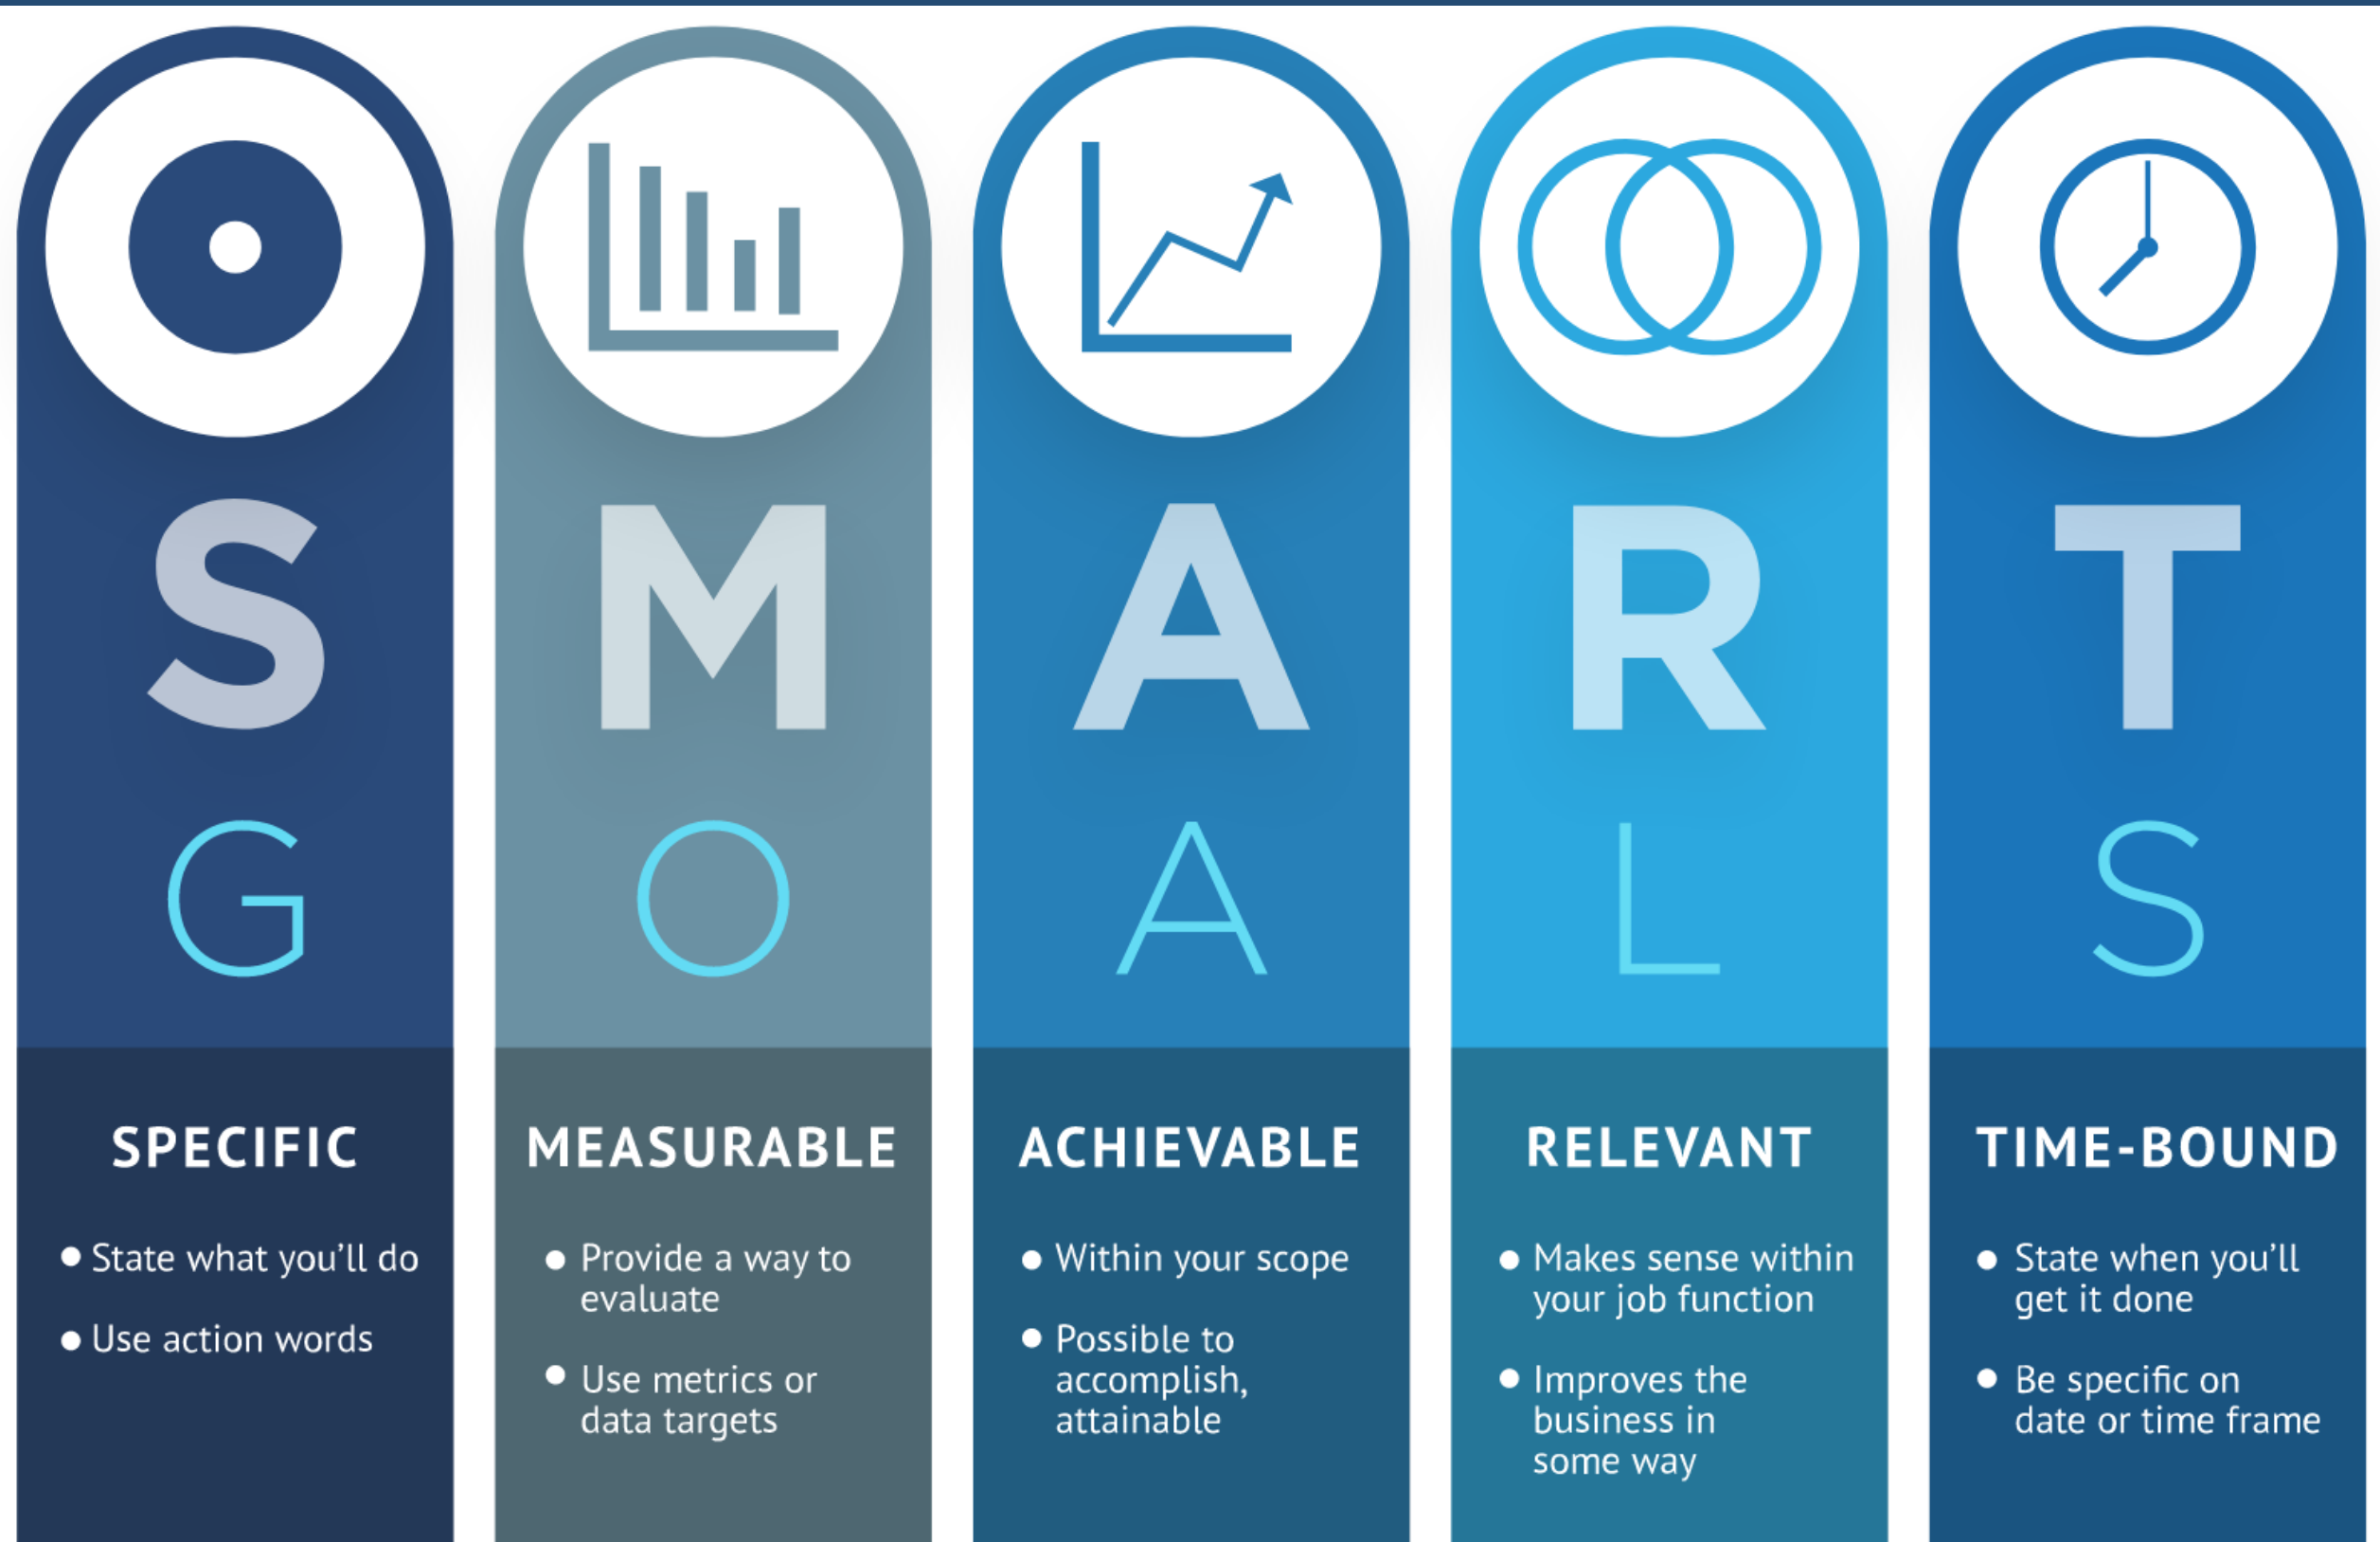 S M A R T
G O A L S
SPECIFIC
● State what you’ll do
● Use action words
MEASURABLE
● Provide a way to
evaluate
● Use metrics or
data targets
ACHIEVABLE
● Within your scope
● Possible to
accomplish,
attainable
RELEVANT
● Makes sense within
your job function
● Improves the
business in
some way
TIME-BOUND
● State when you’ll
get it done
● Be specific on
date or time frame